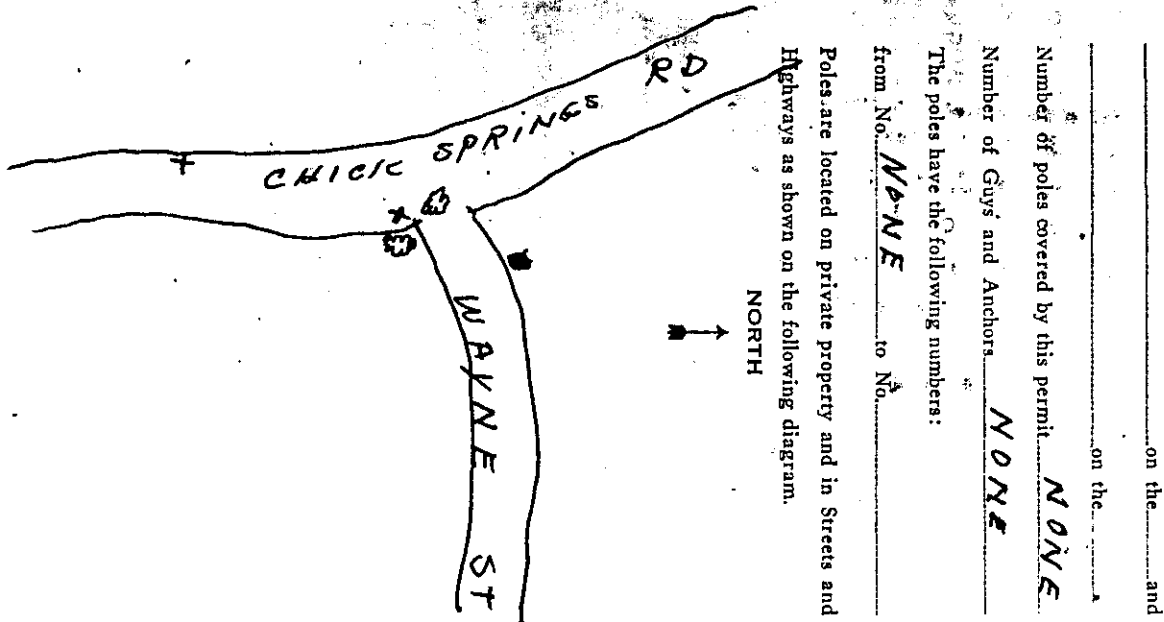 on the and
on the
Number of poles covered by this permit NONE
Number of Guys and Anchors NONE
The poles have the following numbers:
from No. NONE to No.
Poles are located on private property and in Streets and
Highways as shown on the following diagram.
NORTH
CHICK SPRINGS RD
WAYNE ST